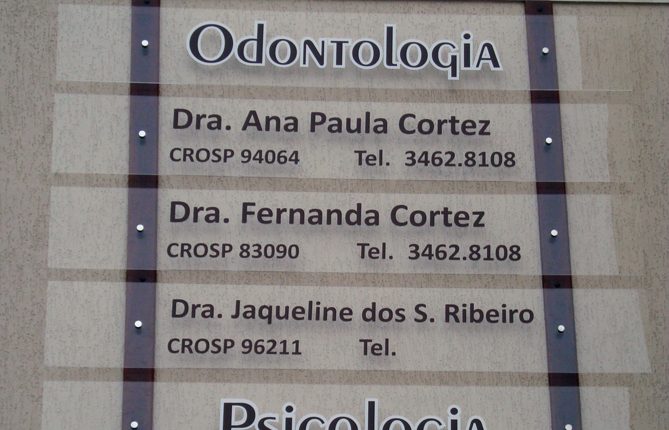 Odontologia
Dra. Ana Paula Cortez
CROSP 94064 Tel. 3462.8108
Dra. Fernanda Cortez
CROSP 83090 Tel. 3462.8108
Dra. Jaqueline dos S. Ribeiro
CROSP 96211 Tel.
Psicologia